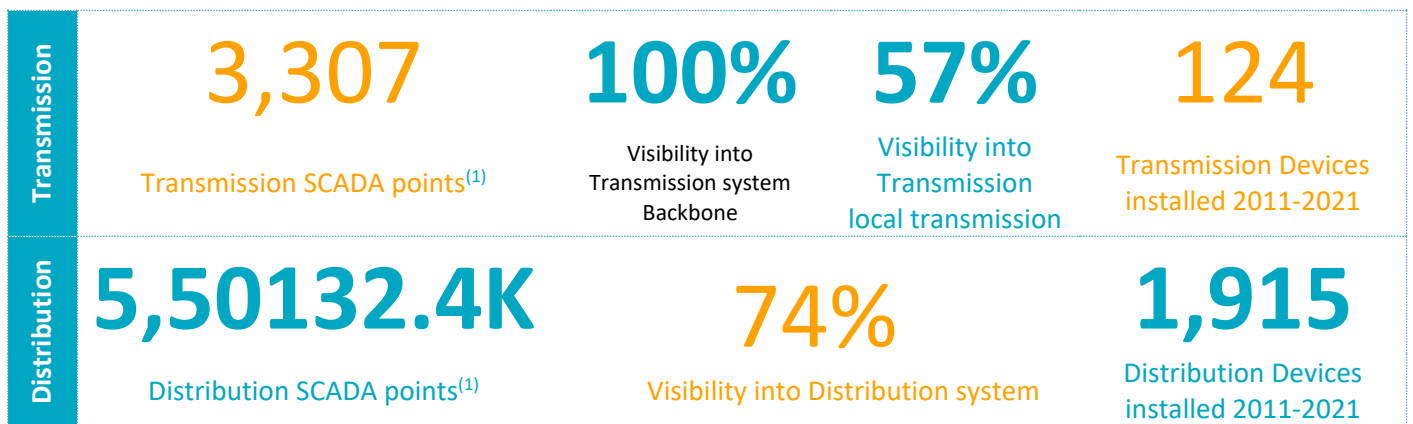 Transmission
3,307
Transmission SCADA points(1)
100%
Visibility into
Transmission system
Backbone
57%
Visibility into
Transmission
local transmission
124
Transmission Devices
installed 2011-2021
Distribution
5,50132.4K
Distribution SCADA points(1)
74%
Visibility into Distribution system
1,915
Distribution Devices
installed 2011-2021